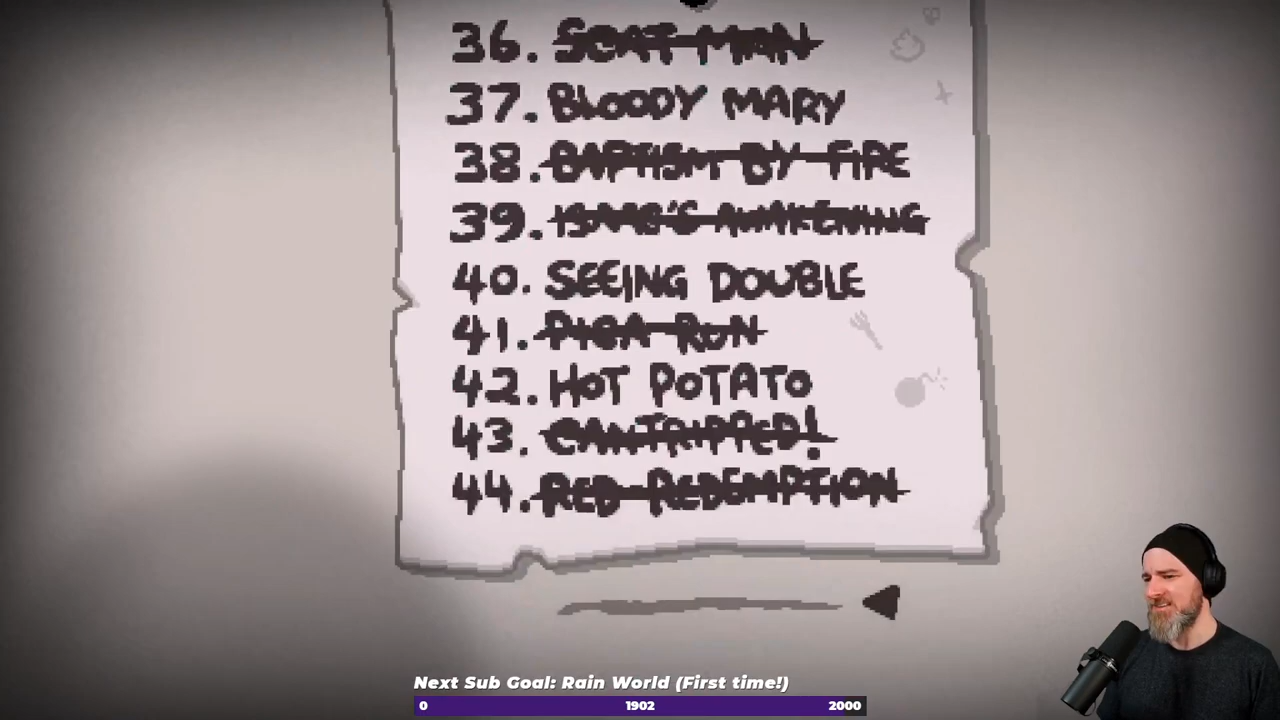 36. SCAT MAN
37. BLOODY MARY
38. BAPTISM BY FIRE
39. ISAAC'S AWAKENING
40. SEEING DOUBLE
41. PICA RUN
42. HOT POTATO
43. CANTRIPPED!
44. RED REDEMPTION
Next Sub Goal: Rain World (First time!)
0 1902 2000